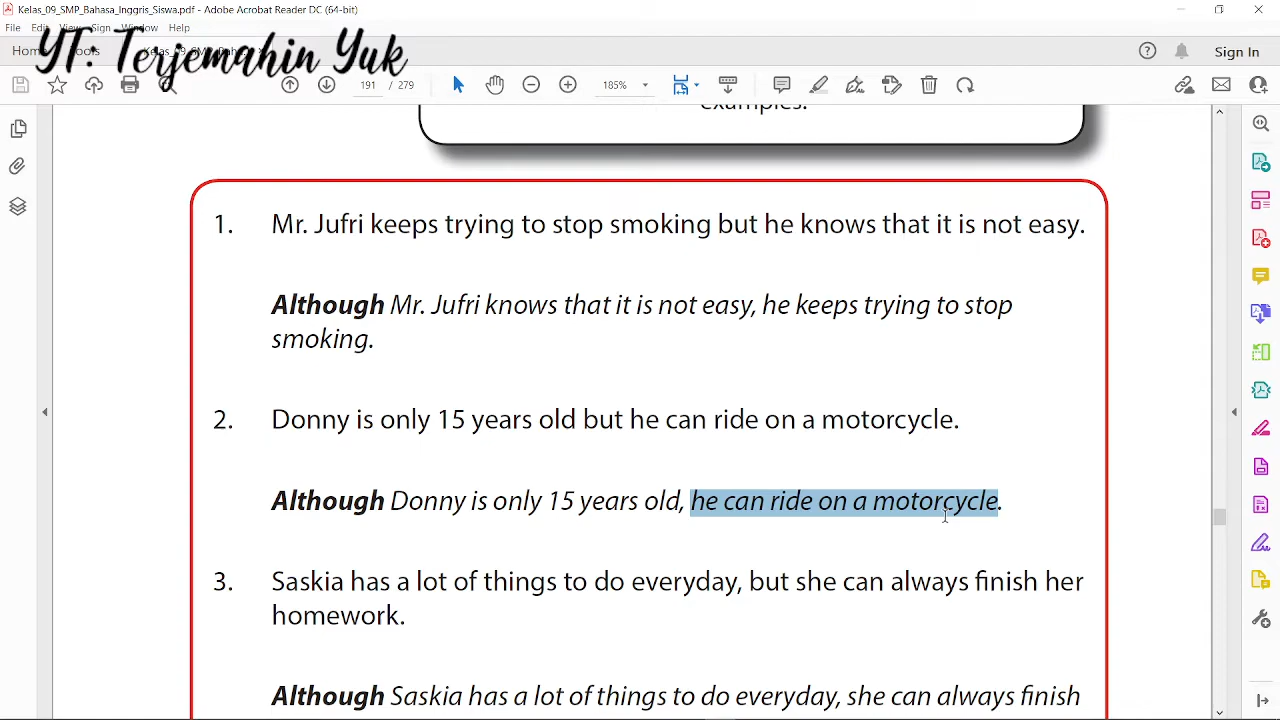 Kelas_09_SMP_Bahasa_Inggris_Siswa.pdf - Adobe Acrobat Reader DC (64-bit)
File Edit View Sign Window Help
YT: Terjemahin Yuk
Sign In
191 / 279
185%
examples.
1. Mr. Jufri keeps trying to stop smoking but he knows that it is not easy.
Although Mr. Jufri knows that it is not easy, he keeps trying to stop
smoking.
2. Donny is only 15 years old but he can ride on a motorcycle.
Although Donny is only 15 years old, he can ride on a motorcycle.
3. Saskia has a lot of things to do everyday, but she can always finish her
homework.
Although Saskia has a lot of things to do everyday, she can always finish